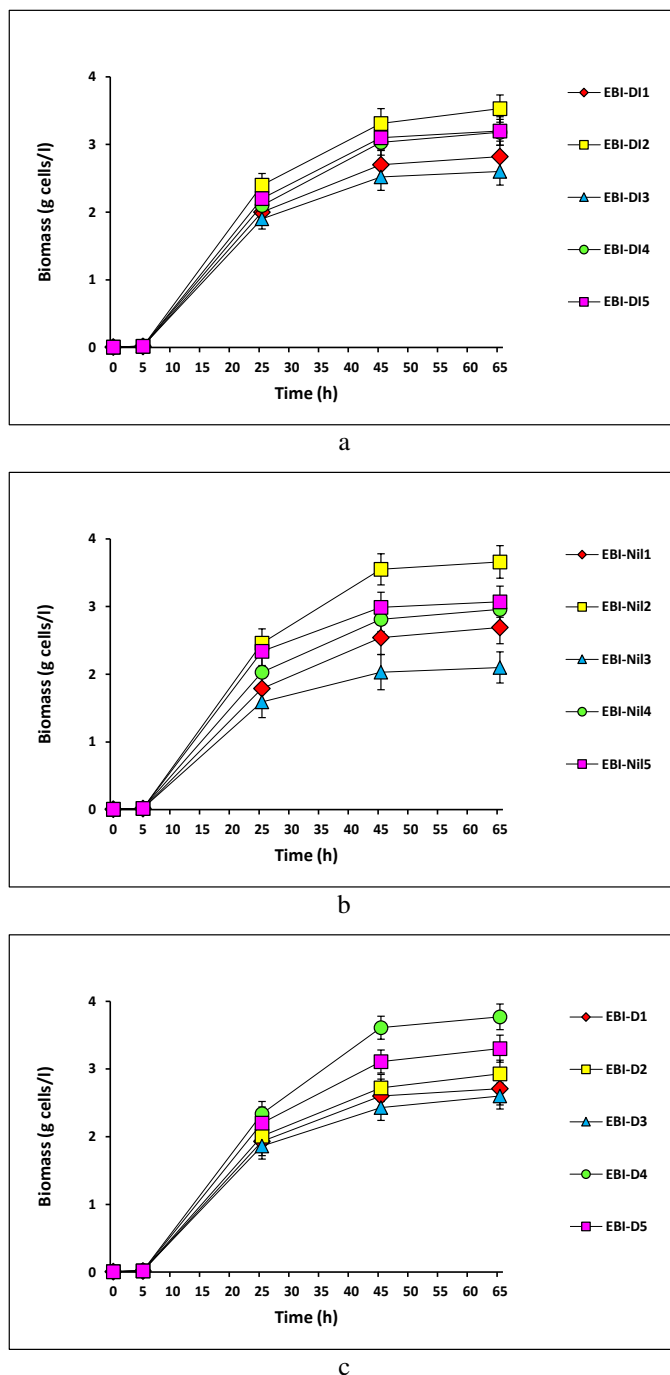 4
3
2
1
0
Biomass (g cells/l)
0 5 10 15 20 25 30 35 40 45 50 55 60 65
Time (h)
EBI-DI1
EBI-DI2
EBI-DI3
EBI-DI4
EBI-DI5
a
4
3
2
1
0
Biomass (g cells/l)
0 5 10 15 20 25 30 35 40 45 50 55 60 65
Time (h)
EBI-Nil1
EBI-Nil2
EBI-Nil3
EBI-Nil4
EBI-Nil5
b
4
3
2
1
0
Biomass (g cells/l)
0 5 10 15 20 25 30 35 40 45 50 55 60 65
Time (h)
EBI-D1
EBI-D2
EBI-D3
EBI-D4
EBI-D5
c